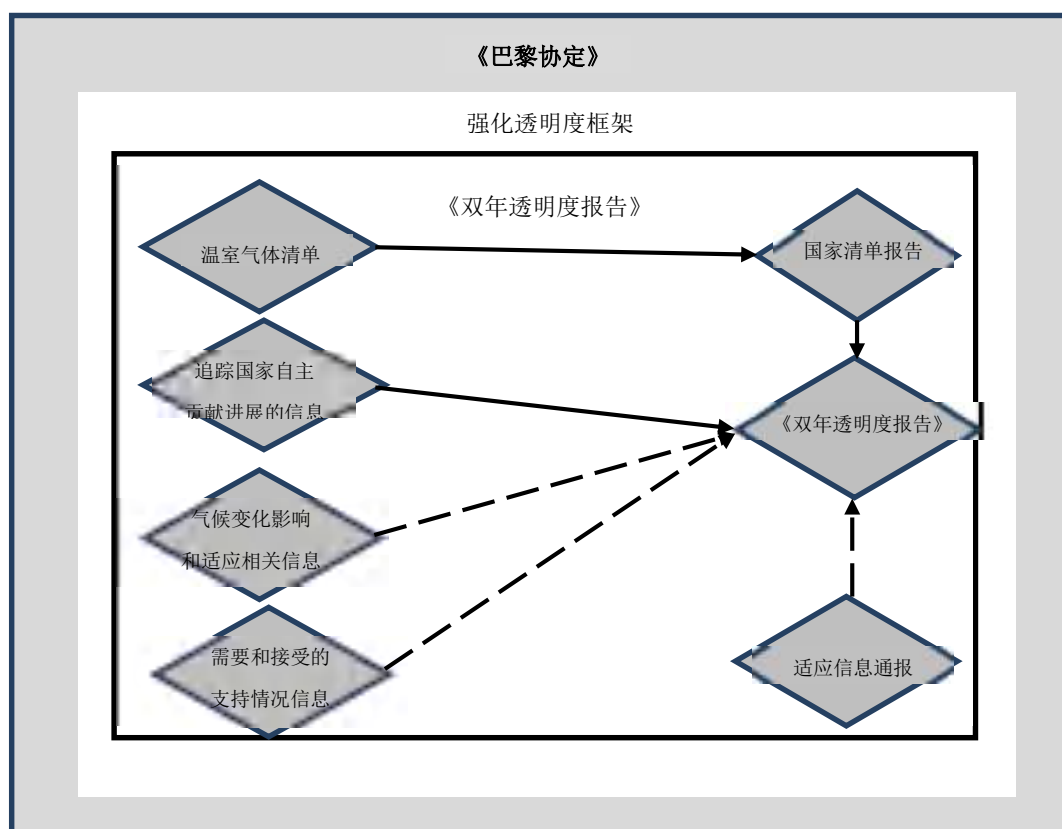 《巴黎协定》
强化透明度框架
《双年透明度报告》
温室气体清单
国家清单报告
追踪国家自主
贡献进展的信息
《双年透明度报告》
气候变化影响
和适应相关信息
需要和接受的
支持情况信息
适应信息通报